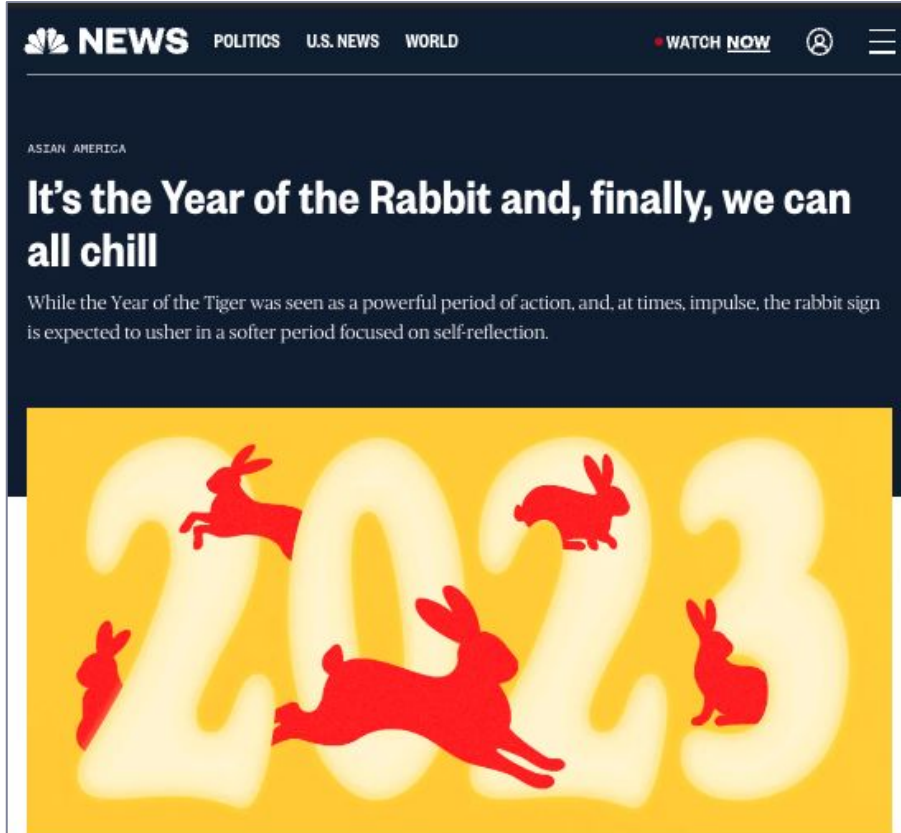 NEWS POLITICS U.S. NEWS WORLD WATCH NOW
ASIAN AMERICA
It’s the Year of the Rabbit and, finally, we can
all chill
While the Year of the Tiger was seen as a powerful period of action, and, at times, impulse, the rabbit sign
is expected to usher in a softer period focused on self-reflection.
2023